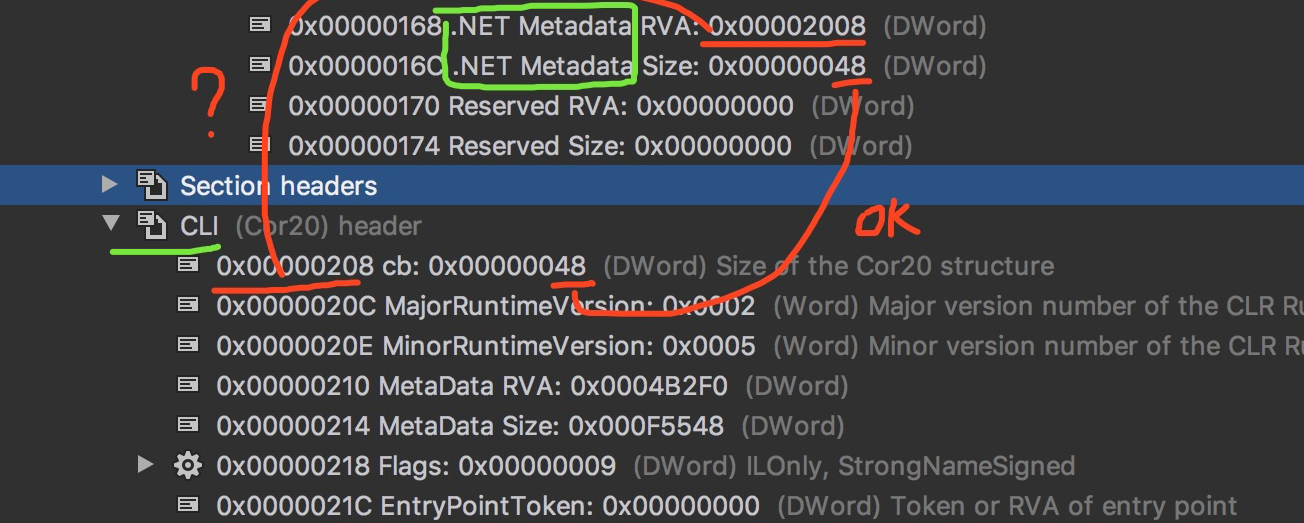 0x00000168 .NET Metadata RVA: 0x00002008 (DWord)
0x0000016C .NET Metadata Size: 0x00000048 (DWord)
?
0x00000170 Reserved RVA: 0x00000000 (DWord)
0x00000174 Reserved Size: 0x00000000 (DWord)
Section headers
CLI (Cor20) header
OK
0x00000208 cb: 0x00000048 (DWord) Size of the Cor20 structure
0x0000020C MajorRuntimeVersion: 0x0002 (Word) Major version number of the CLR Ru
0x0000020E MinorRuntimeVersion: 0x0005 (Word) Minor version number of the CLR Ru
0x00000210 MetaData RVA: 0x0004B2F0 (DWord)
0x00000214 MetaData Size: 0x000F5548 (DWord)
0x00000218 Flags: 0x00000009 (DWord) ILOnly, StrongNameSigned
0x0000021C EntryPointToken: 0x00000000 (DWord) Token or RVA of entry point